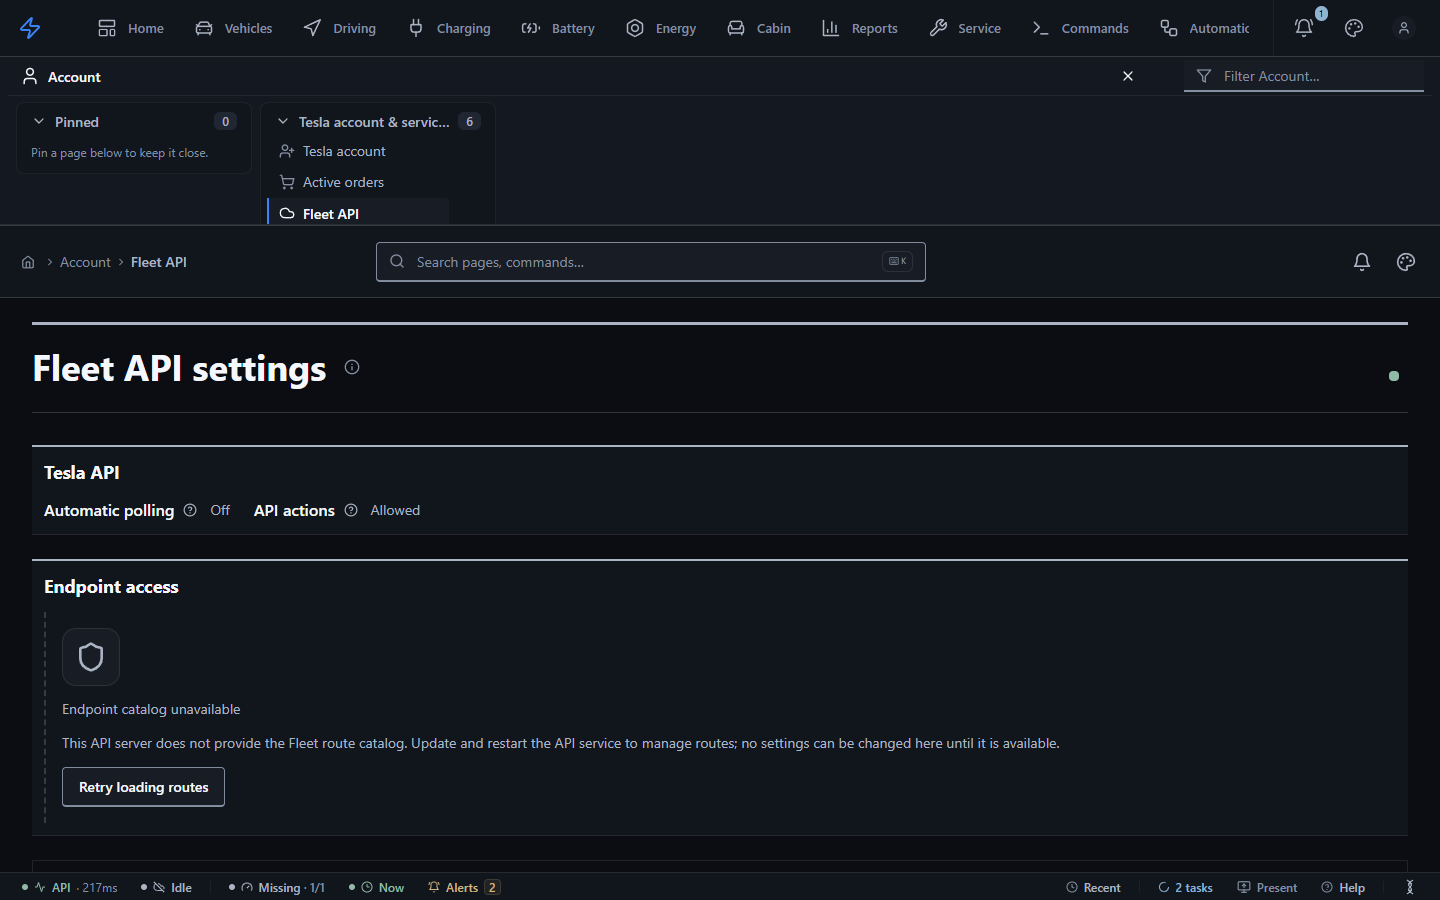 Home Vehicles Driving Charging Battery Energy Cabin Reports Service Commands Automatic 1
Account
Filter Account...
Pinned 0
Pin a page below to keep it close.
Tesla account & servic... 6
Tesla account
Active orders
Fleet API
Account Fleet API
Search pages, commands...
K
Fleet API settings
Tesla API
Automatic polling Off API actions Allowed
Endpoint access
Endpoint catalog unavailable
This API server does not provide the Fleet route catalog. Update and restart the API service to manage routes; no settings can be changed here until it is available.
Retry loading routes
API · 217ms Idle Missing · 1/1 Now Alerts 2 Recent 2 tasks Present Help